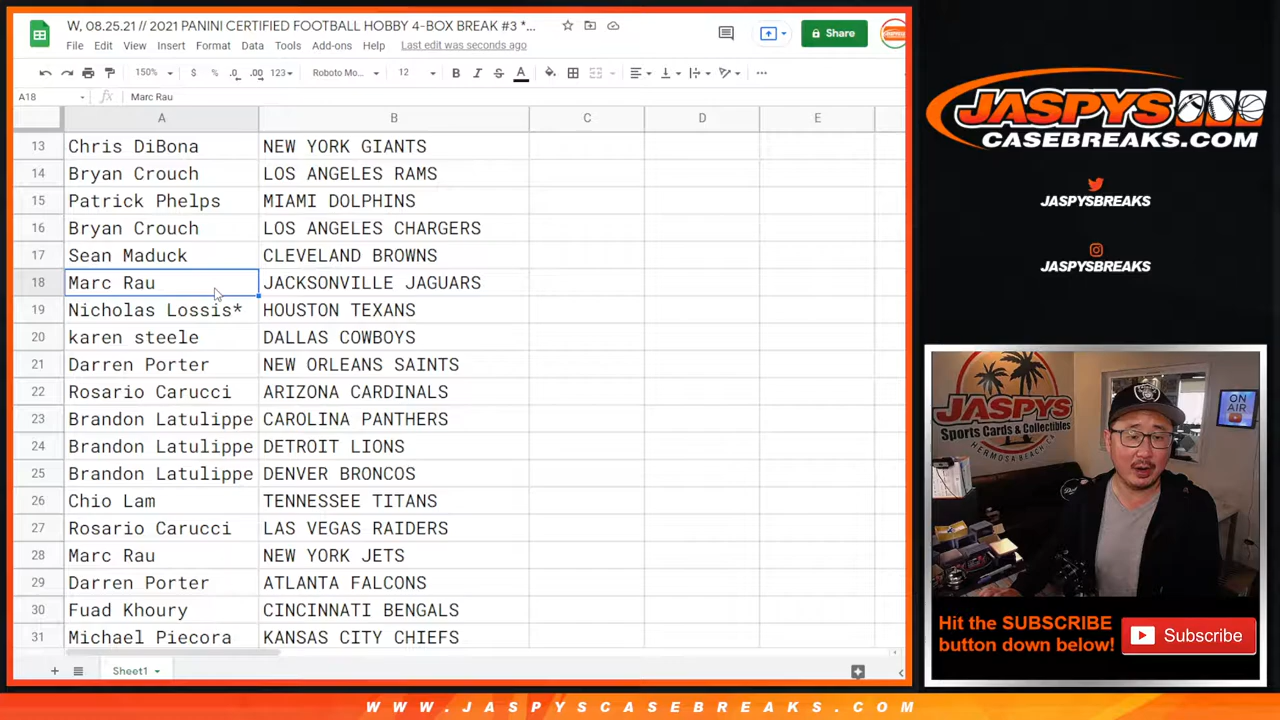 W, 08.25.21 // 2021 PANINI CERTIFIED FOOTBALL HOBBY 4-BOX BREAK #3 *...
File Edit View Insert Format Data Tools Add-ons Help Last edit was seconds ago
Share
150% $ % .0 .00 123 Roboto Mo... 12 B I S A
A18 fx Marc Rau
A B C D E
13 Chris DiBona NEW YORK GIANTS
14 Bryan Crouch LOS ANGELES RAMS
15 Patrick Phelps MIAMI DOLPHINS
16 Bryan Crouch LOS ANGELES CHARGERS
17 Sean Maduck CLEVELAND BROWNS
18 Marc Rau JACKSONVILLE JAGUARS
19 Nicholas Lossis* HOUSTON TEXANS
20 karen steele DALLAS COWBOYS
21 Darren Porter NEW ORLEANS SAINTS
22 Rosario Carucci ARIZONA CARDINALS
23 Brandon Latulippe CAROLINA PANTHERS
24 Brandon Latulippe DETROIT LIONS
25 Brandon Latulippe DENVER BRONCOS
26 Chio Lam TENNESSEE TITANS
27 Rosario Carucci LAS VEGAS RAIDERS
28 Marc Rau NEW YORK JETS
29 Darren Porter ATLANTA FALCONS
30 Fuad Khoury CINCINNATI BENGALS
31 Michael Piecora KANSAS CITY CHIEFS
Sheet1
JASPYS
CASEBREAKS.COM
JASPYSBREAKS
JASPYSBREAKS
JASPYS
Sports Cards & Collectibles
HERMOSA BEACH, CA
ON AIR
Hit the SUBSCRIBE
button down below!
Subscribe
WWW.JASPYSCASEBREAKS.COM